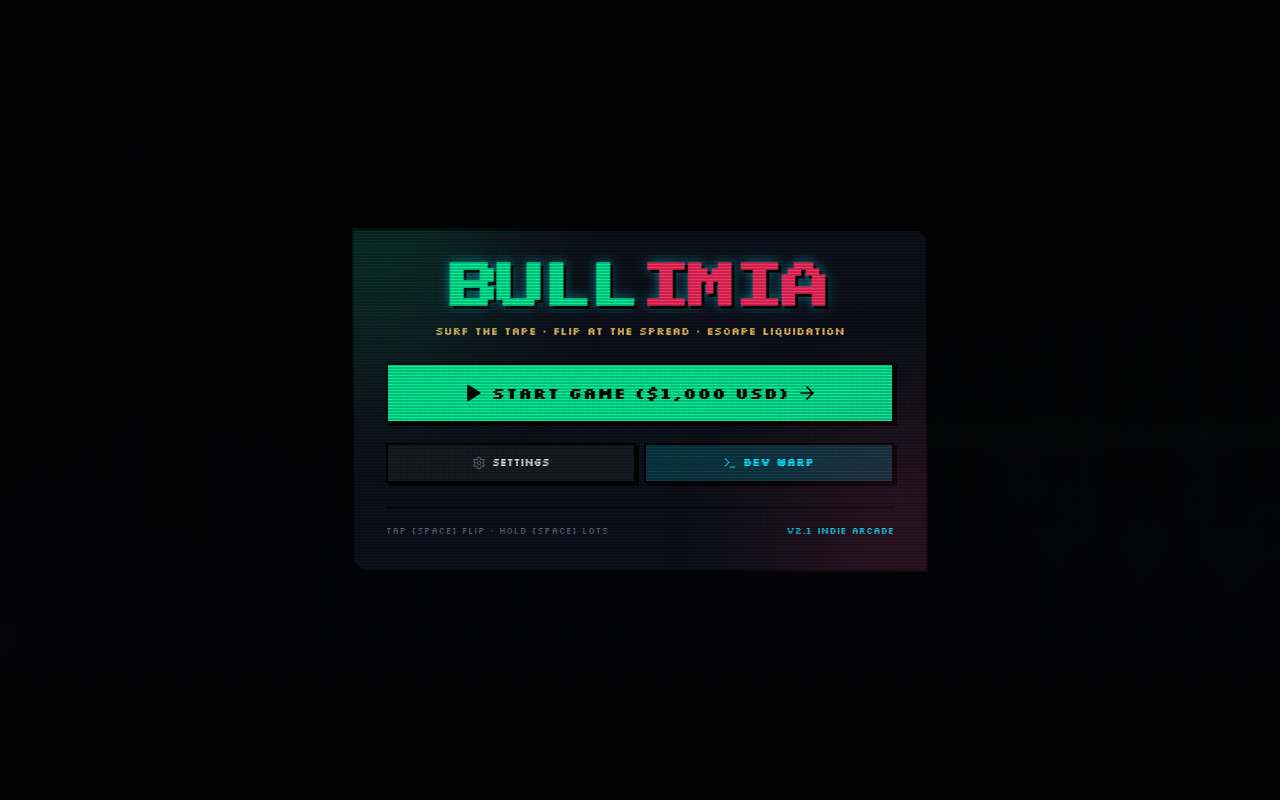 BULLIMIA
SURF THE TAPE · FLIP AT THE SPREAD · ESCAPE LIQUIDATION
START GAME ($1,000 USD) →
SETTINGS
>_ DEV WARP
TAP [SPACE] FLIP · HOLD [SPACE] LOTS
V2.1 INDIE ARCADE